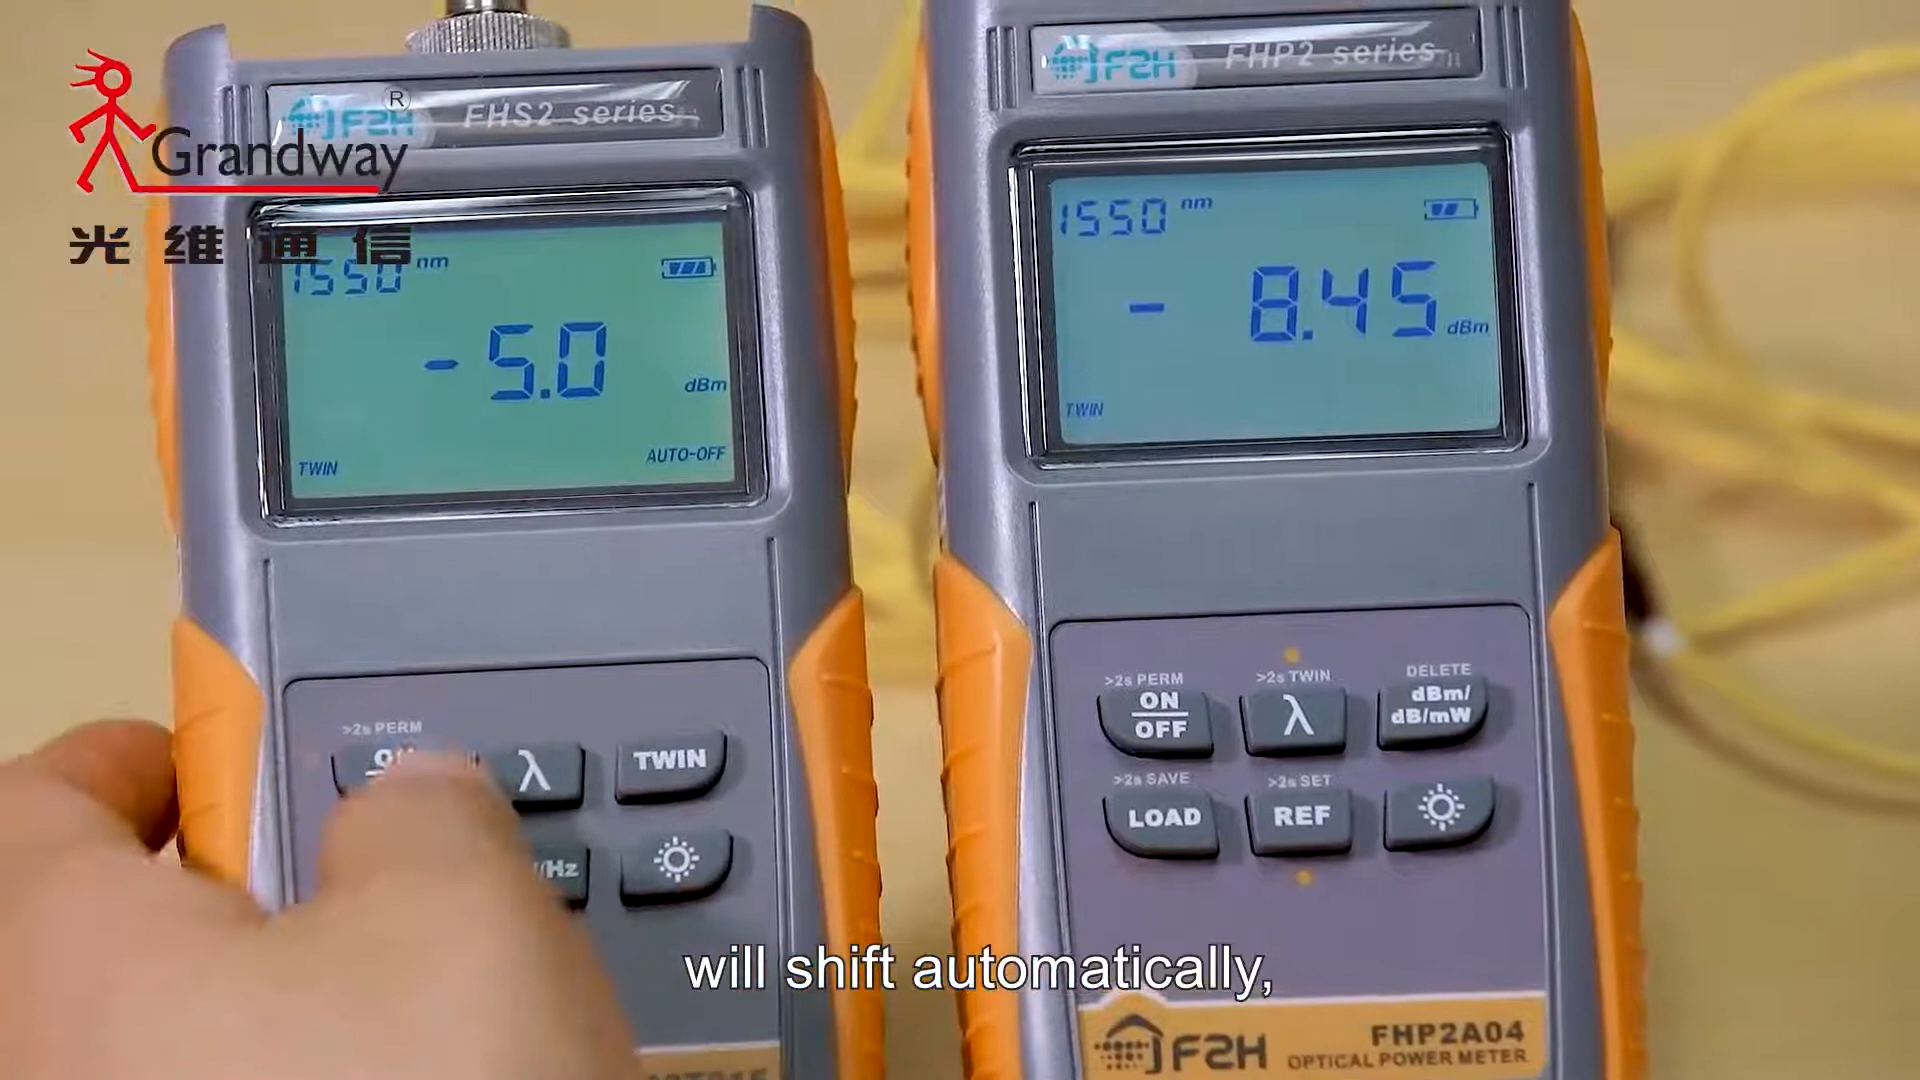 Grandway
®
光维通信
FHS2 series
1550 nm
-5.0
dBm
TWIN
AUTO-OFF
>2s PERM
λ
TWIN
/Hz
F2H
FHP2 series
1550 nm
- 8.45
dBm
TWIN
>2s PERM
ON
OFF
>2s TWIN
λ
DELETE
dBm/
dB/mW
>2s SAVE
LOAD
>2s SET
REF
will shift automatically,
F2H
FHP2A04
OPTICAL POWER METER